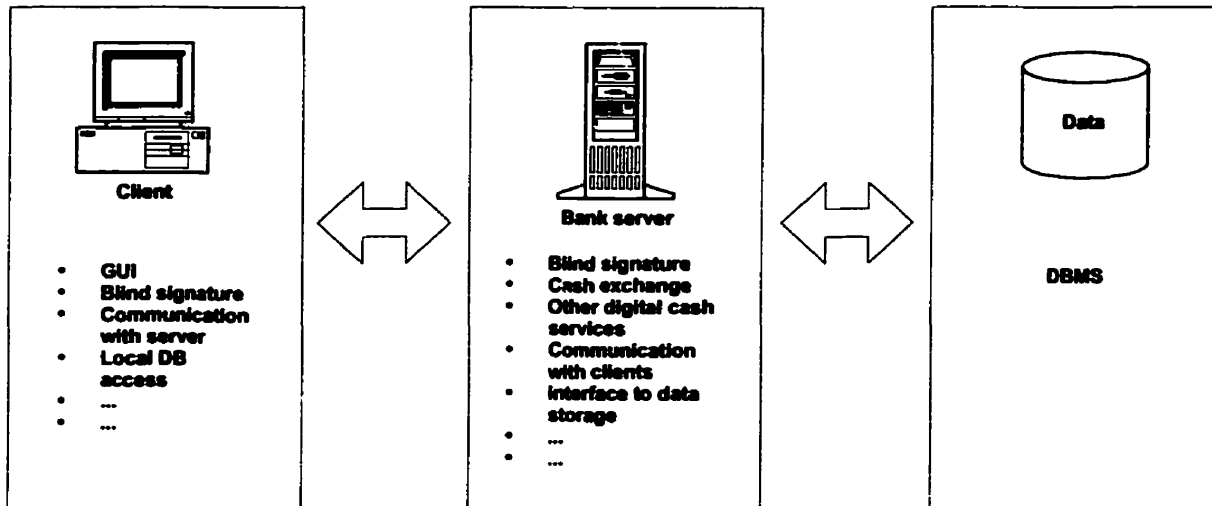 Client
• GUI
• Blind signature
• Communication
with server
• Local DB
access
• ...
• ...
Bank server
• Blind signature
• Cash exchange
• Other digital cash
services
• Communication
with clients
• interface to data
storage
• ...
• ...
Data
DBMS